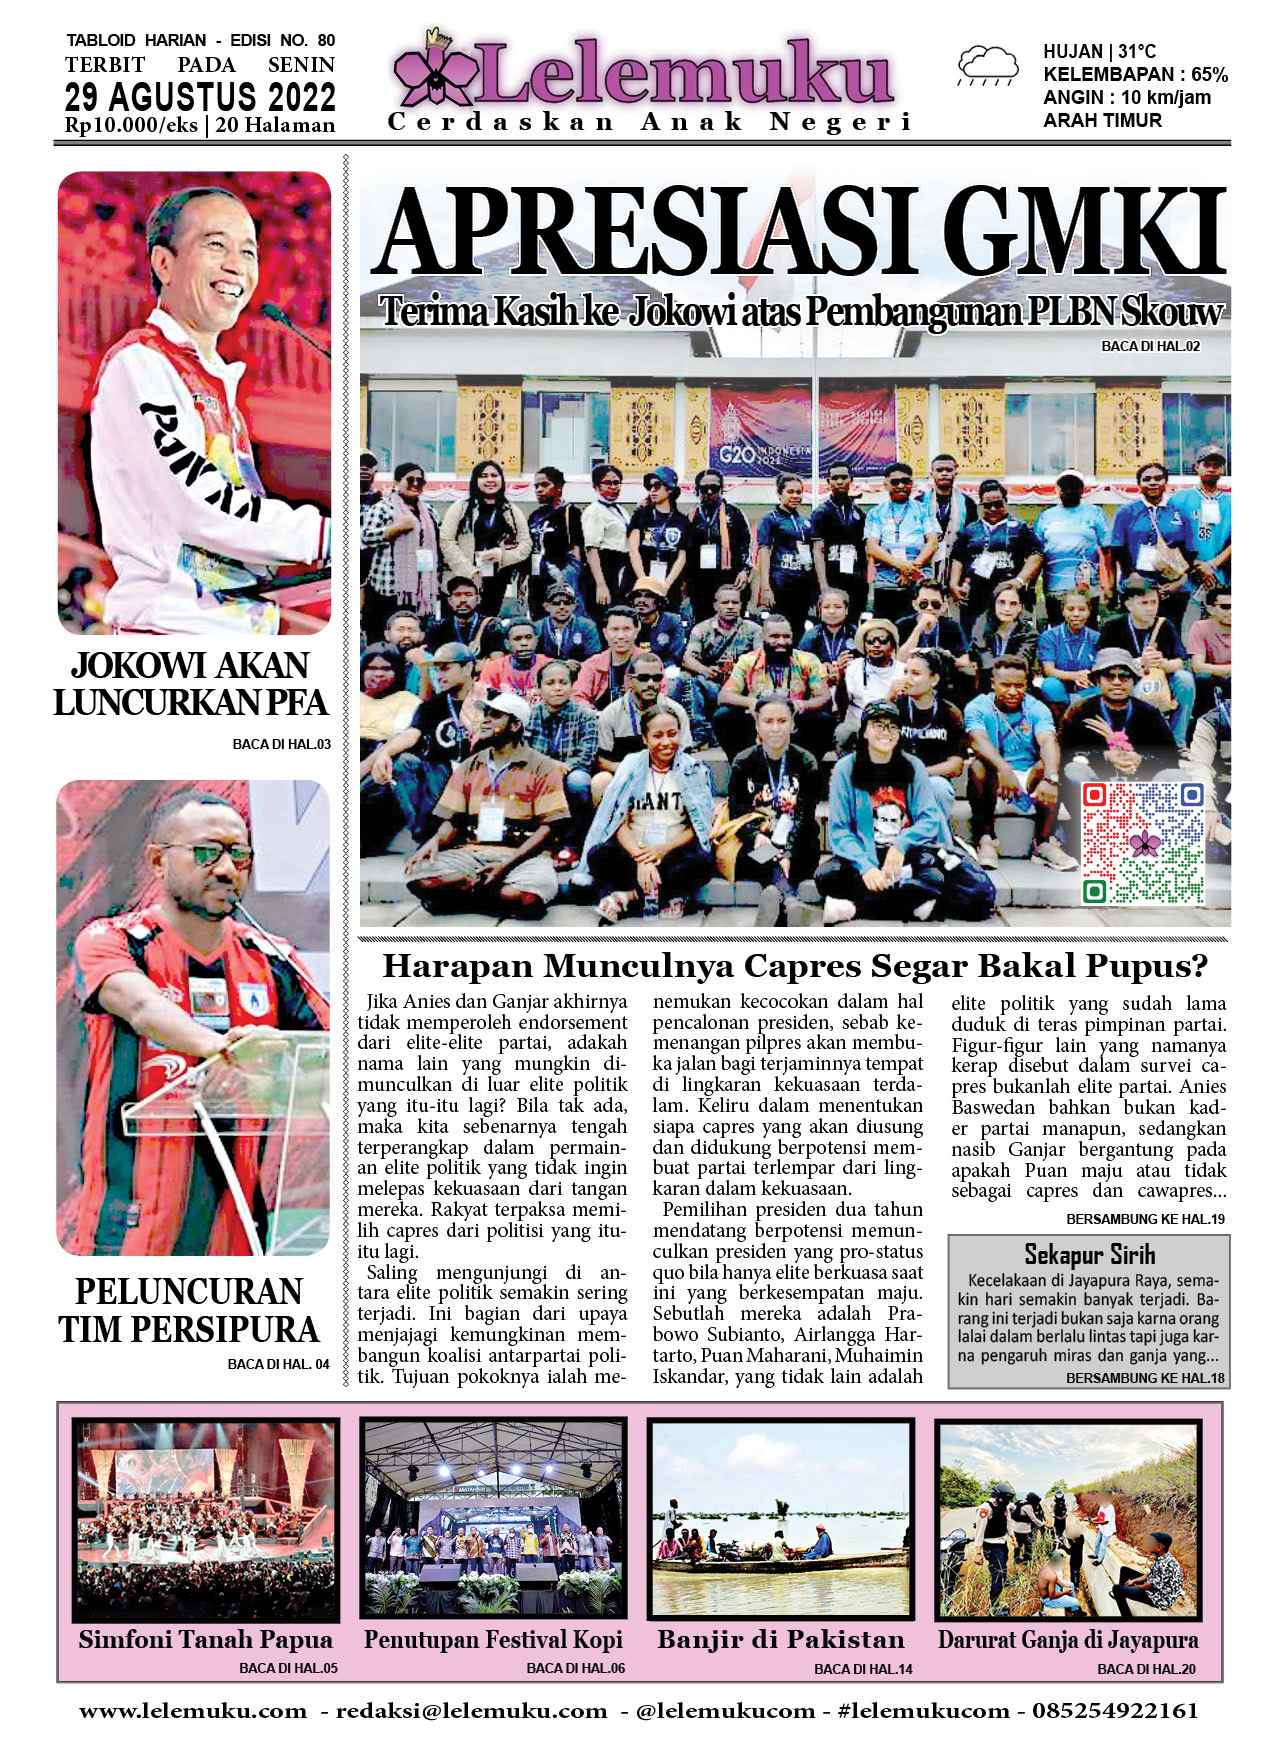 TABLOID HARIAN - EDISI NO. 80
TERBIT PADA SENIN
29 AGUSTUS 2022
Rp10.000/eks | 20 Halaman
Lelemuku
Cerdaskan Anak Negeri
HUJAN | 31°C
KELEMBAPAN : 65%
ANGIN : 10 km/jam
ARAH TIMUR
JOKOWI AKAN
LUNCURKAN PFA
BACA DI HAL.03
PELUNCURAN
TIM PERSIPURA
BACA DI HAL. 04
APRESIASI GMKI
Terima Kasih ke Jokowi atas Pembangunan PLBN Skouw
BACA DI HAL.02
G20 INDONESIA
2022
Harapan Munculnya Capres Segar Bakal Pupus?
Jika Anies dan Ganjar akhirnya
tidak memperoleh endorsement
dari elite-elite partai, adakah
nama lain yang mungkin di-
munculkan di luar elite politik
yang itu-itu lagi? Bila tak ada,
maka kita sebenarnya tengah
terperangkap dalam permain-
an elite politik yang tidak ingin
melepas kekuasaan dari tangan
mereka. Rakyat terpaksa memi-
lih capres dari politisi yang itu-
itu lagi.
Saling mengunjungi di an-
tara elite politik semakin sering
terjadi. Ini bagian dari upaya
menjajagi kemungkinan mem-
bangun koalisi antarpartai poli-
tik. Tujuan pokoknya ialah me-
nemukan kecocokan dalam hal
pencalonan presiden, sebab ke-
menangan pilpres akan membu-
ka jalan bagi terjaminnya tempat
di lingkaran kekuasaan terda-
lam. Keliru dalam menentukan
siapa capres yang akan diusung
dan didukung berpotensi mem-
buat partai terlempar dari ling-
karan dalam kekuasaan.
Pemilihan presiden dua tahun
mendatang berpotensi memun-
culkan presiden yang pro-status
quo bila hanya elite berkuasa saat
ini yang berkesempatan maju.
Sebutlah mereka adalah Pra-
bowo Subianto, Airlangga Har-
tarto, Puan Maharani, Muhaimin
Iskandar, yang tidak lain adalah
elite politik yang sudah lama
duduk di teras pimpinan partai.
Figur-figur lain yang namanya
kerap disebut dalam survei ca-
pres bukanlah elite partai. Anies
Baswedan bahkan bukan kad-
er partai manapun, sedangkan
nasib Ganjar bergantung pada
apakah Puan maju atau tidak
sebagai capres dan cawapres...
BERSAMBUNG KE HAL.19
Sekapur Sirih
Kecelakaan di Jayapura Raya, sema-
kin hari semakin banyak terjadi. Ba-
rang ini terjadi bukan saja karna orang
lalai dalam berlalu lintas tapi juga kar-
na pengaruh miras dan ganja yang...
BERSAMBUNG KE HAL.18
Simfoni Tanah Papua
BACA DI HAL.05
Penutupan Festival Kopi
BACA DI HAL.06
Banjir di Pakistan
BACA DI HAL.14
Darurat Ganja di Jayapura
BACA DI HAL.20
www.lelemuku.com - redaksi@lelemuku.com - @lelemukucom - #lelemukucom - 085254922161